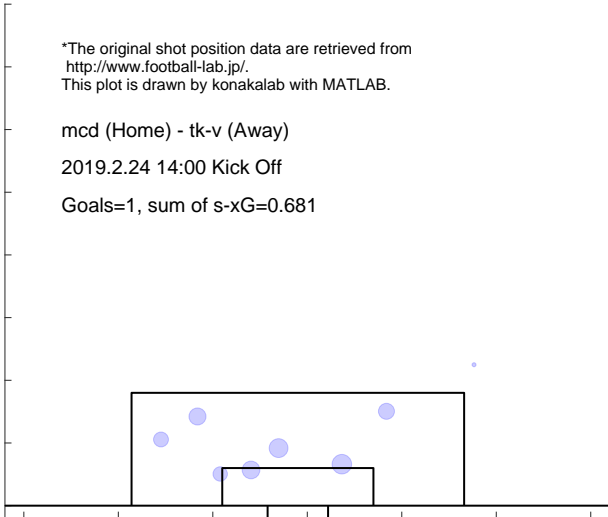 *The original shot position data are retrieved from
http://www.football-lab.jp/.
This plot is drawn by konakalab with MATLAB.
mcd (Home) - tk-v (Away)
2019.2.24 14:00 Kick Off
Goals=1, sum of s-xG=0.681